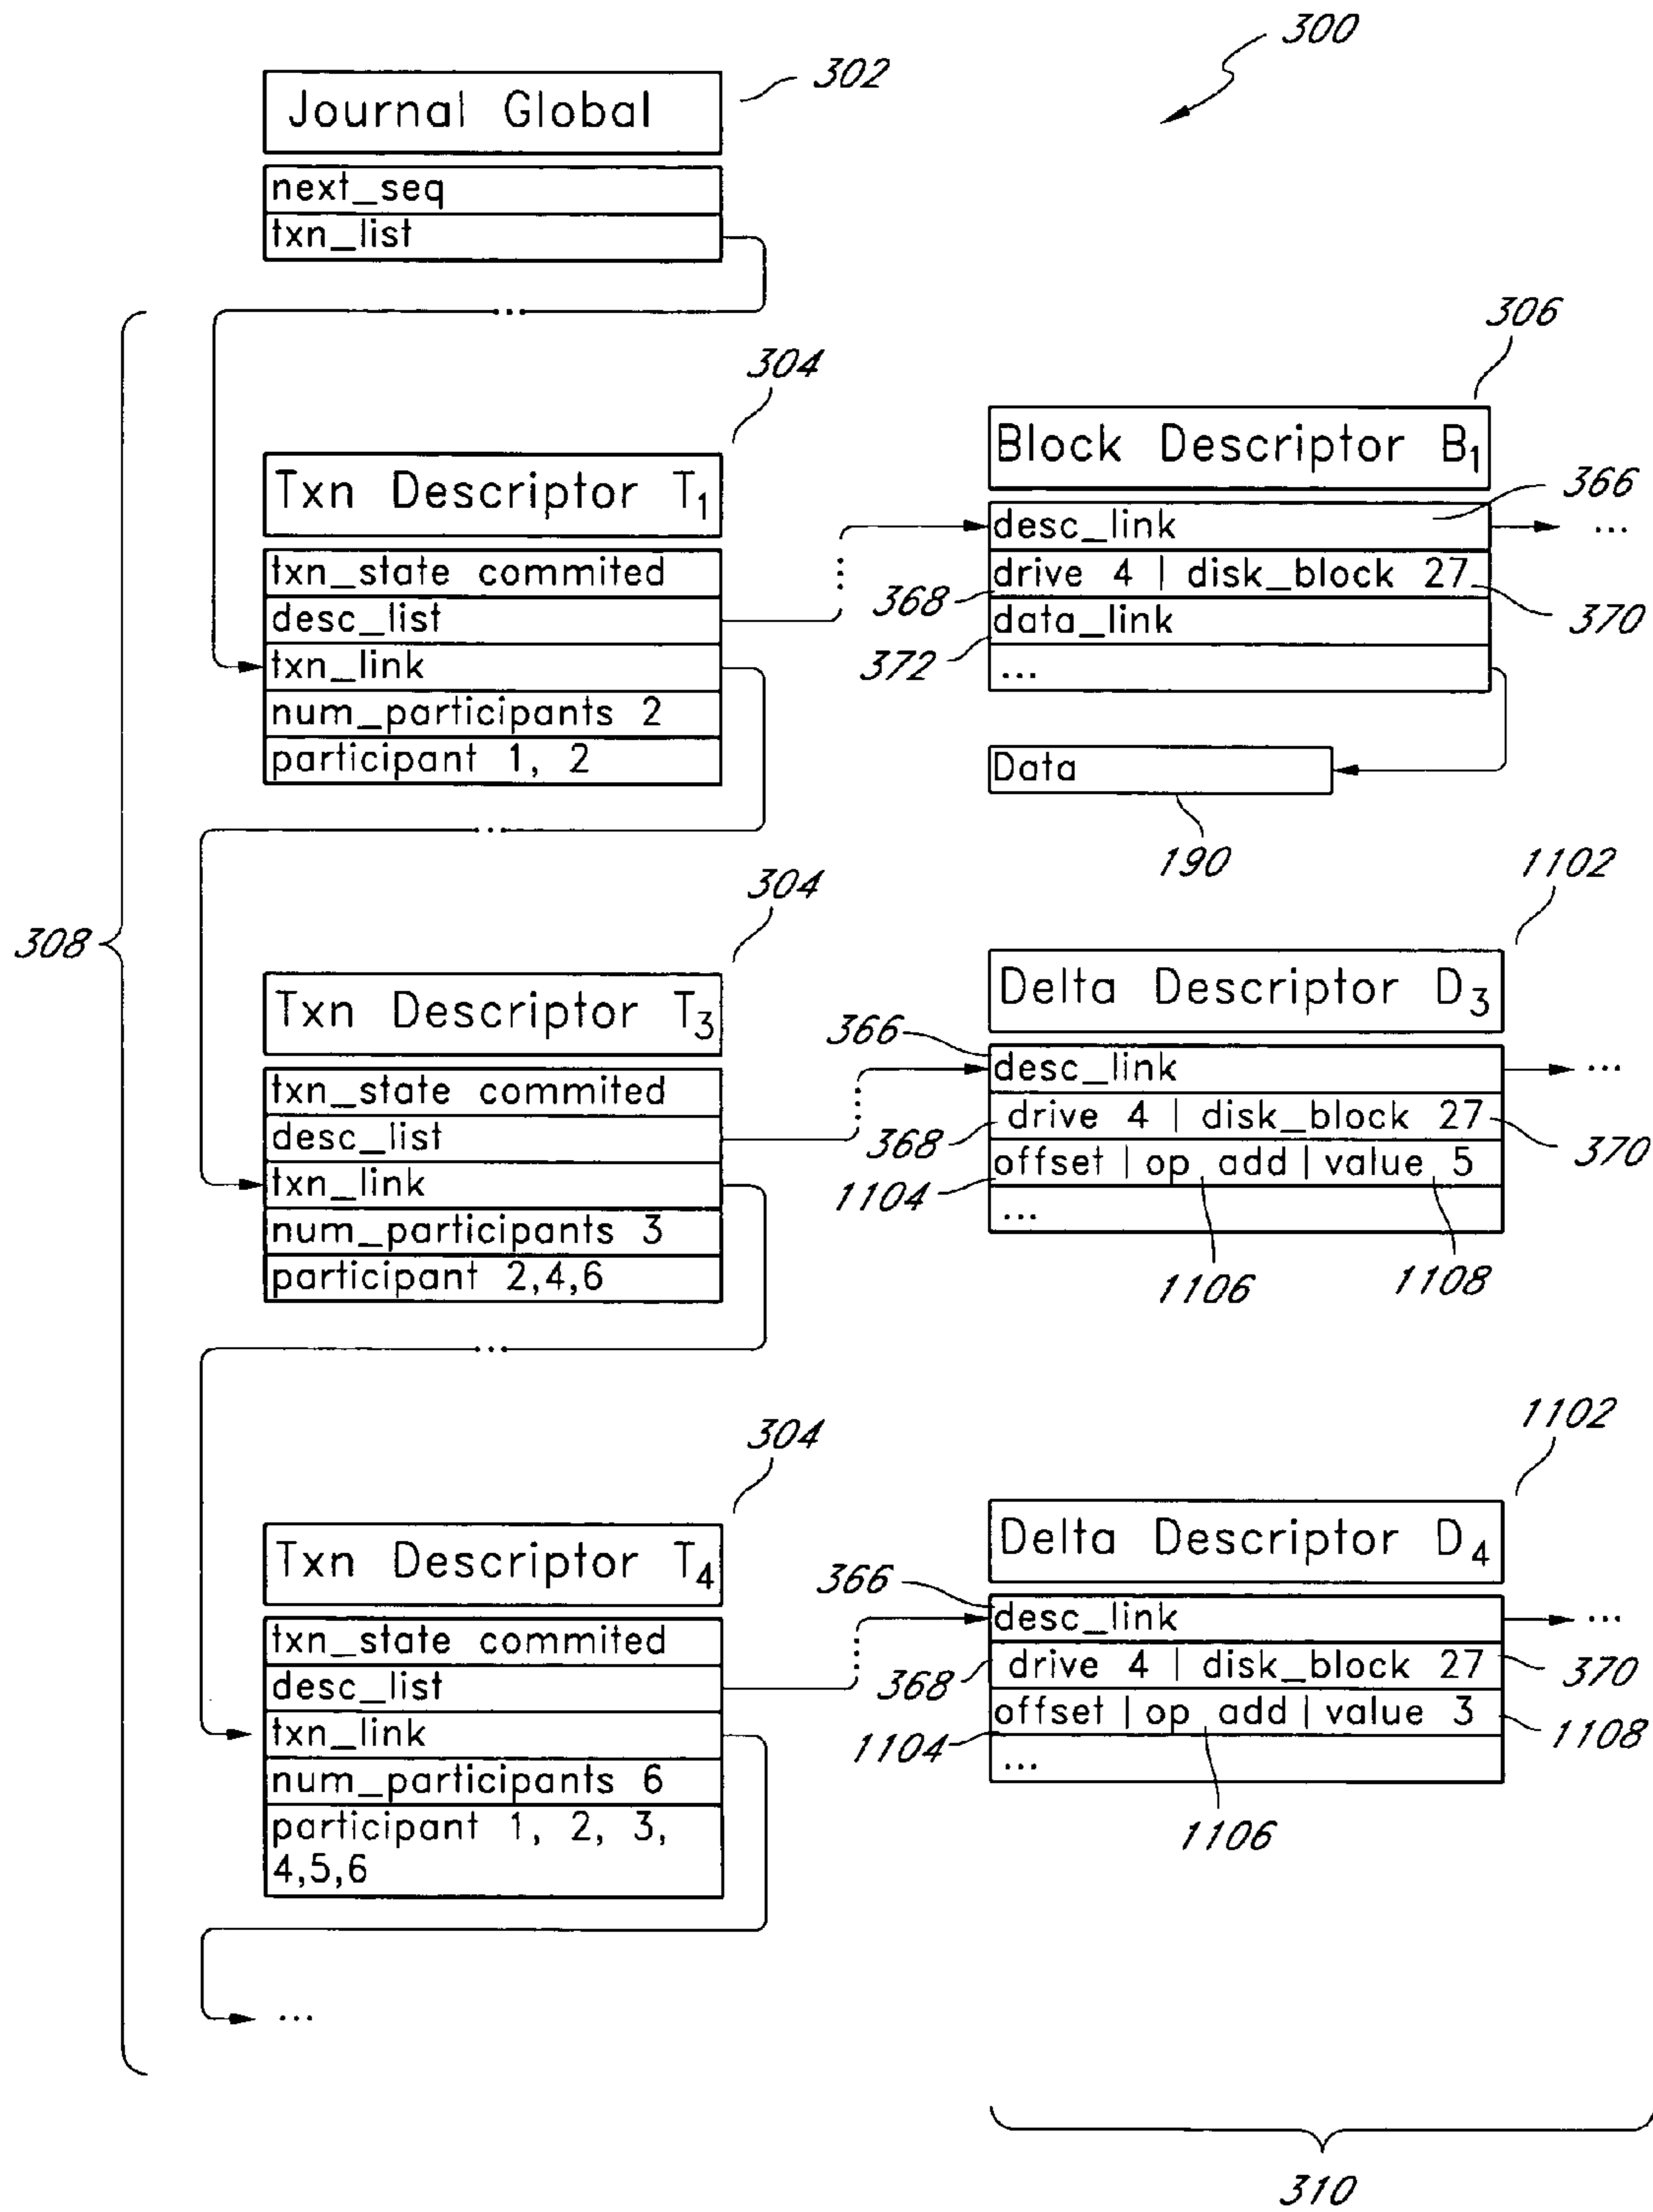 300
302
Journal Global
next_seq
txn_list
...
308
304
Txn Descriptor T1
txn_state commited
desc_list
txn_link
num_participants 2
participant 1, 2
...
306
Block Descriptor B1
366
desc_link
...
368
drive 4 | disk_block 27
370
data_link
372
...
Data
190
304
Txn Descriptor T3
txn_state commited
desc_list
txn_link
num_participants 3
participant 2,4,6
...
1102
Delta Descriptor D3
366
desc_link
...
368
drive 4 | disk_block 27
370
offset | op add | value 5
1104
...
1106
1108
304
Txn Descriptor T4
txn_state commited
desc_list
txn_link
num_participants 6
participant 1, 2, 3,
4,5,6
...
1102
Delta Descriptor D4
366
desc_link
...
368
drive 4 | disk_block 27
370
offset | op add | value 3
1104
1108
...
1106
310